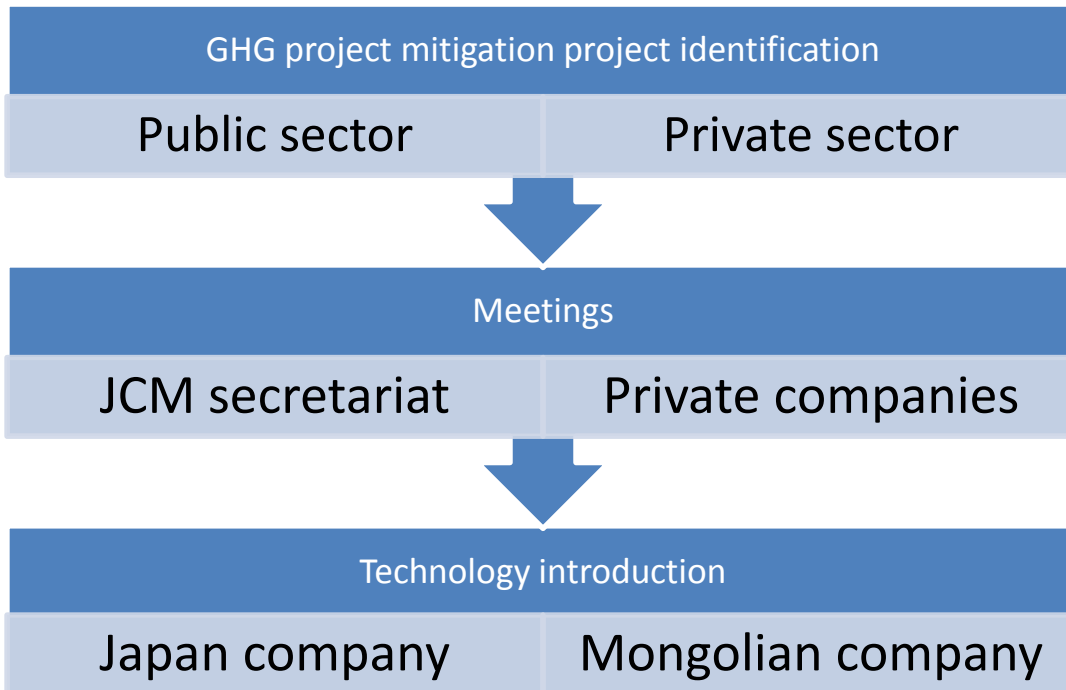 GHG project mitigation project identification
Public sector
Private sector
Meetings
JCM secretariat
Private companies
Technology introduction
Japan company
Mongolian company